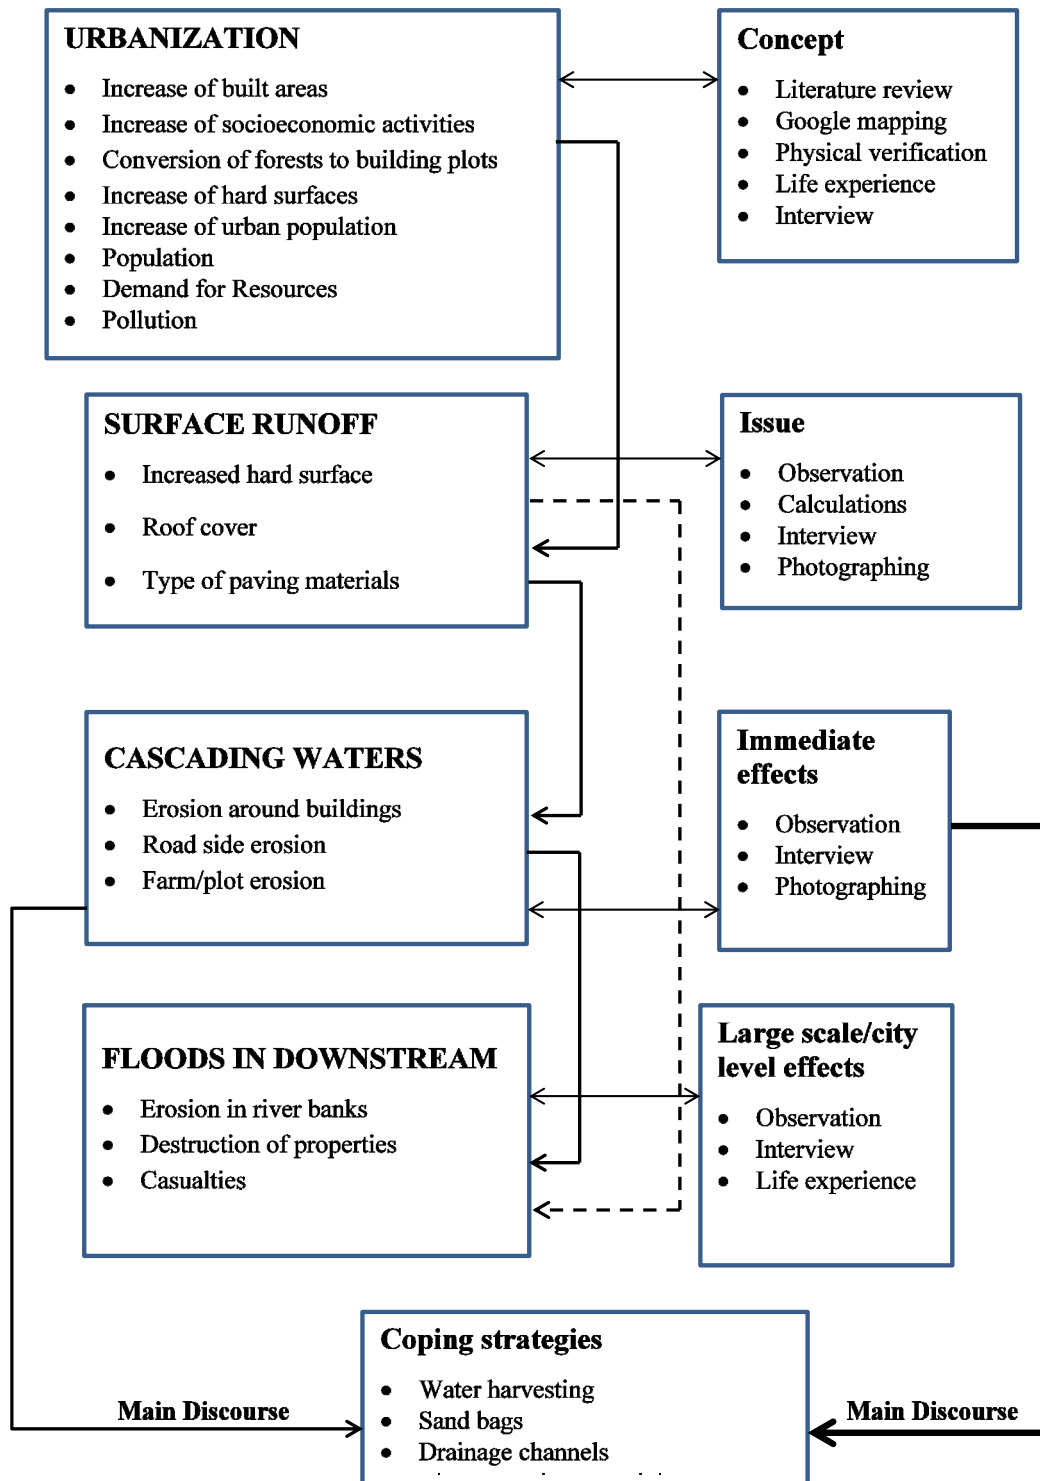 URBANIZATION
• Increase of built areas
• Increase of socioeconomic activities
• Conversion of forests to building plots
• Increase of hard surfaces
• Increase of urban population
• Population
• Demand for Resources
• Pollution
Concept
• Literature review
• Google mapping
• Physical verification
• Life experience
• Interview
SURFACE RUNOFF
• Increased hard surface
• Roof cover
• Type of paving materials
Issue
• Observation
• Calculations
• Interview
• Photographing
CASCADING WATERS
• Erosion around buildings
• Road side erosion
• Farm/plot erosion
Immediate
effects
• Observation
• Interview
• Photographing
FLOODS IN DOWNSTREAM
• Erosion in river banks
• Destruction of properties
• Casualties
Large scale/city
level effects
• Observation
• Interview
• Life experience
Coping strategies
• Water harvesting
• Sand bags
• Drainage channels
Main Discourse
Main Discourse